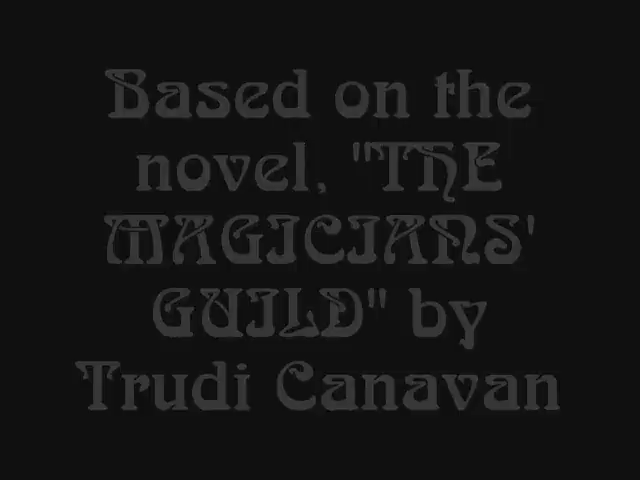 Based on the
novel, "THE
MAGICIANS'
GUILD" by
Trudi Canavan